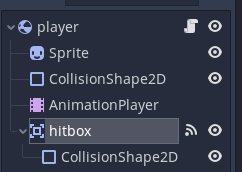 player
Sprite
CollisionShape2D
AnimationPlayer
hitbox
CollisionShape2D